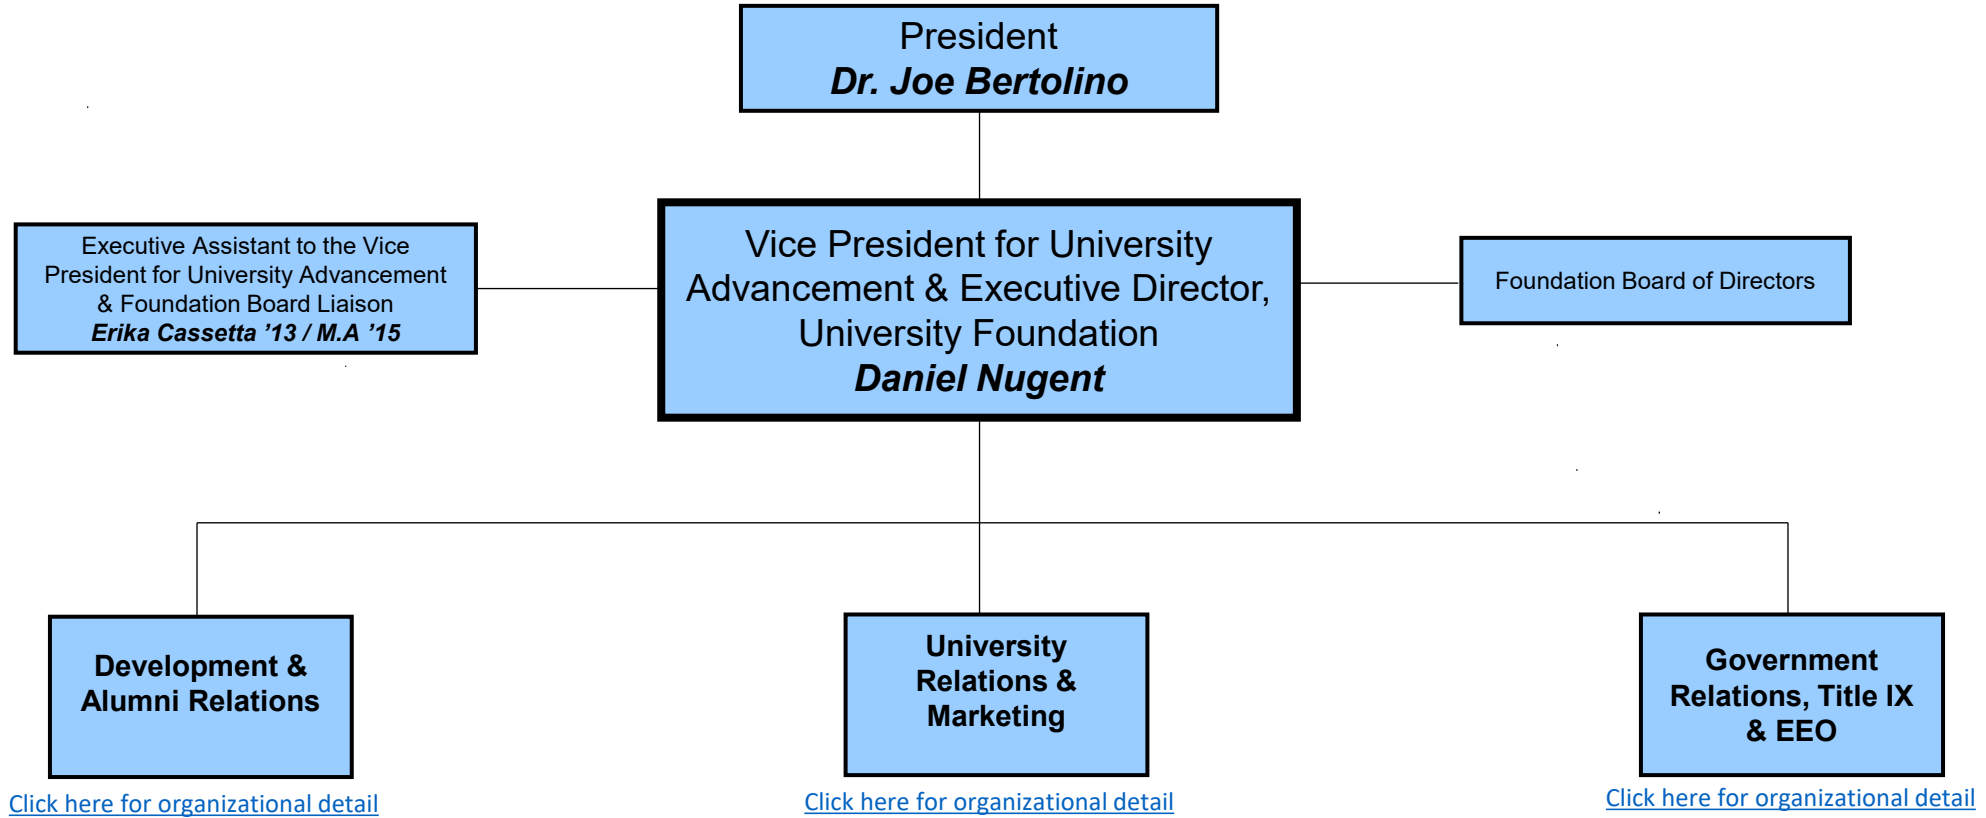 President
Dr. Joe Bertolino
Executive Assistant to the Vice
President for University Advancement
& Foundation Board Liaison
Erika Cassetta ’13 / M.A ’15
Vice President for University
Advancement & Executive Director,
University Foundation
Daniel Nugent
Foundation Board of Directors
Development &
Alumni Relations
Click here for organizational detail
University
Relations &
Marketing
Click here for organizational detail
Government
Relations, Title IX
& EEO
Click here for organizational detail